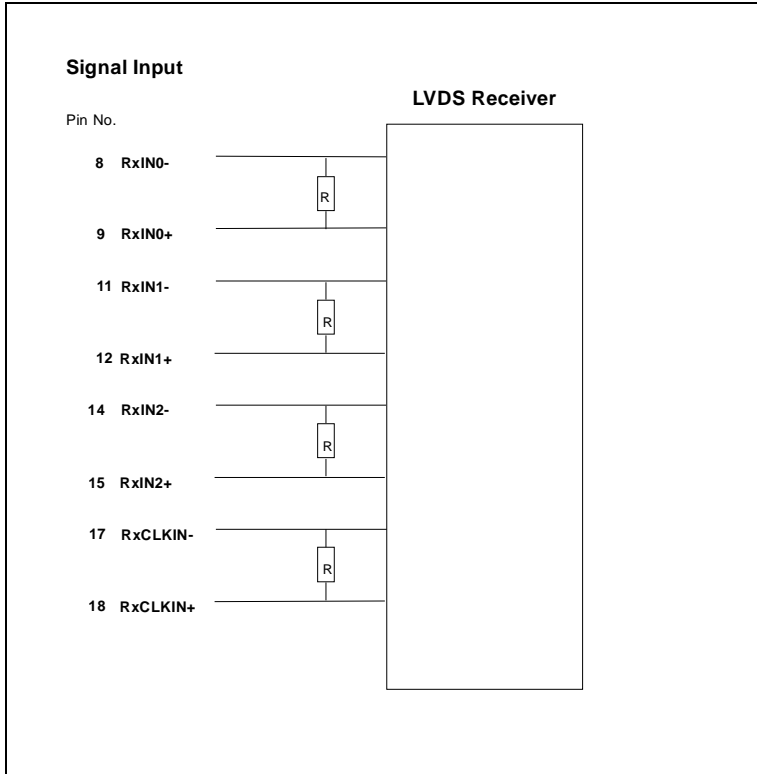 Signal Input
LVDS Receiver
Pin No.
8 RxIN0-
R
9 RxIN0+
11 RxIN1-
R
12 RxIN1+
14 RxIN2-
R
15 RxIN2+
17 RxCLKIN-
R
18 RxCLKIN+